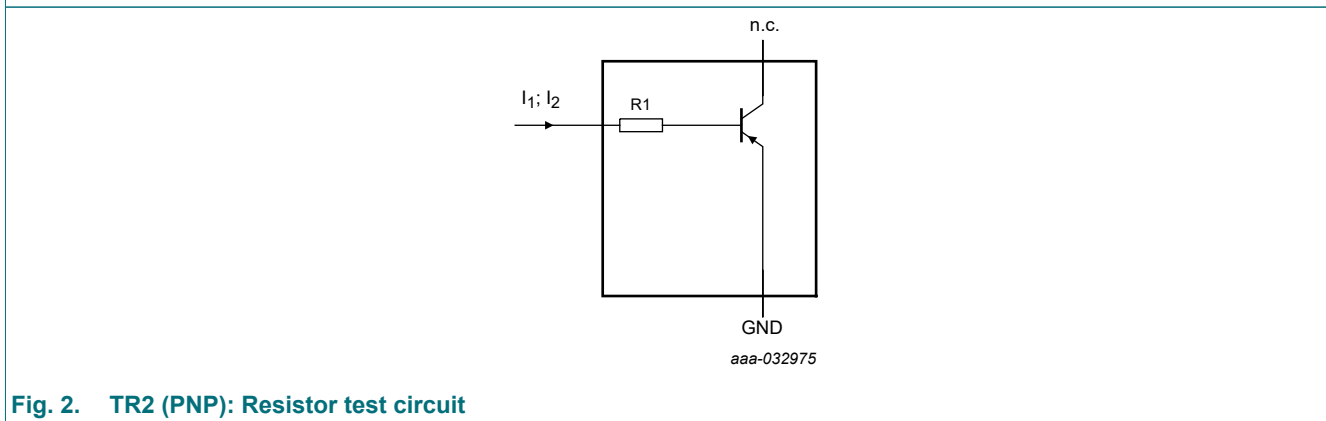 n.c.
I1; I2
R1
GND
aaa-032975
Fig. 2. TR2 (PNP): Resistor test circuit